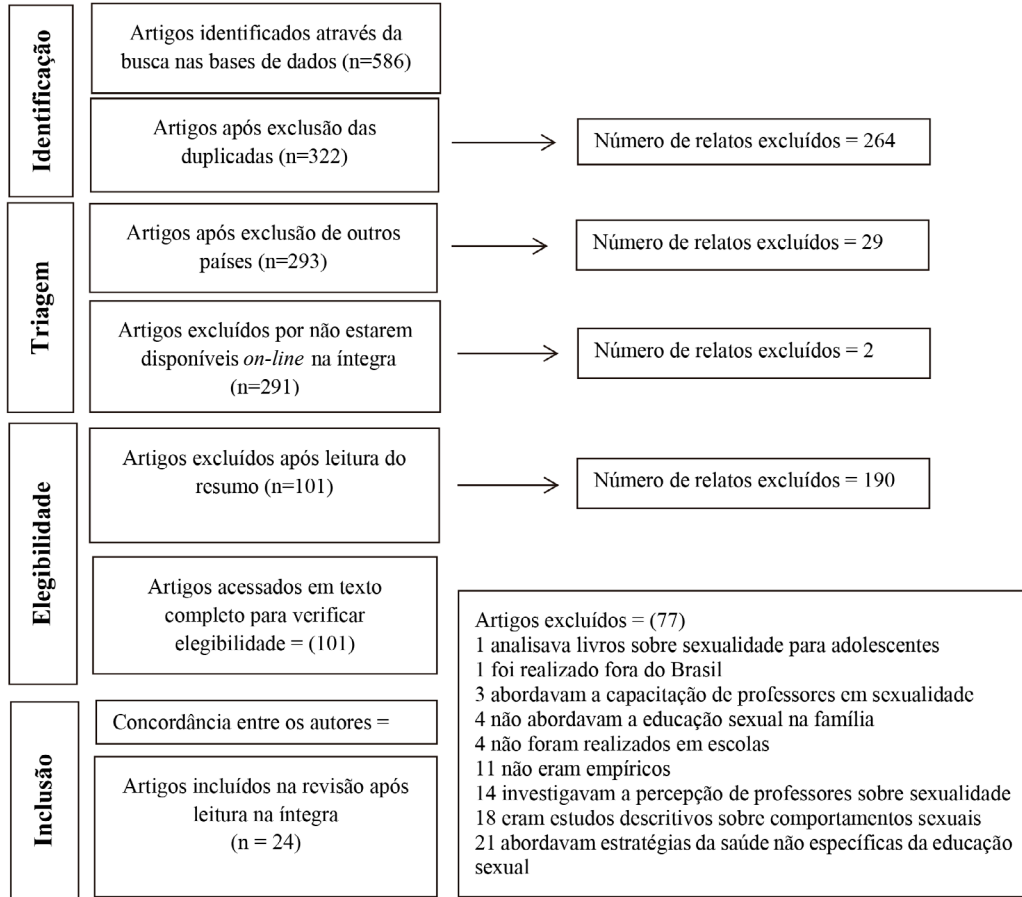 Identificação
Artigos identificados através da
busca nas bases de dados (n=586)
Artigos após exclusão das
duplicadas (n=322)
Número de relatos excluídos = 264
Triagem
Artigos após exclusão de outros
países (n=293)
Número de relatos excluídos = 29
Artigos excluídos por não estarem
disponíveis on-line na íntegra
(n=291)
Número de relatos excluídos = 2
Elegibilidade
Artigos excluídos após leitura do
resumo (n=101)
Número de relatos excluídos = 190
Artigos acessados em texto
completo para verificar
elegibilidade = (101)
Artigos excluídos = (77)
1 analisava livros sobre sexualidade para adolescentes
1 foi realizado fora do Brasil
3 abordavam a capacitação de professores em sexualidade
4 não abordavam a educação sexual na família
4 não foram realizados em escolas
11 não eram empíricos
14 investigavam a percepção de professores sobre sexualidade
18 eram estudos descritivos sobre comportamentos sexuais
21 abordavam estratégias da saúde não específicas da educação
sexual
Inclusão
Concordância entre os autores =
Artigos incluídos na revisão após
leitura na íntegra
(n = 24)